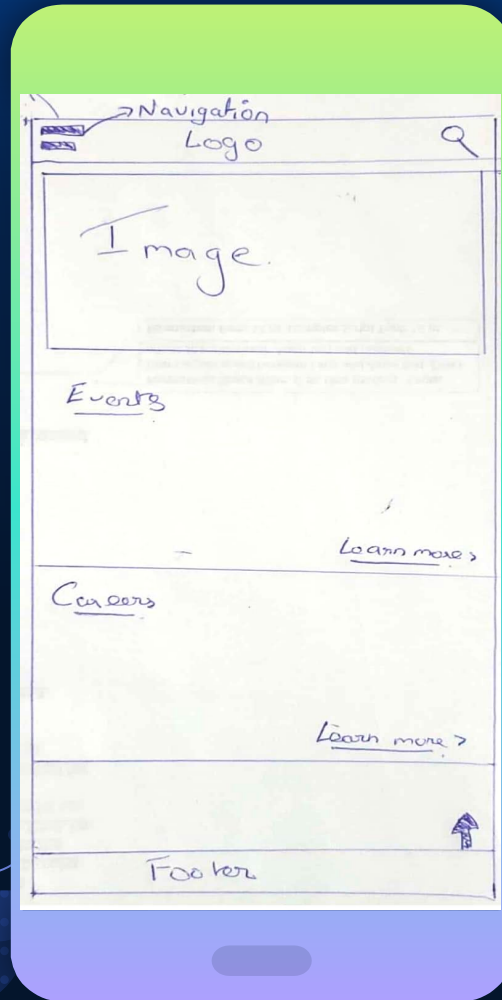 Navigation
Logo
Image.
Events
Learn more >
Careers
Learn more >
Footer